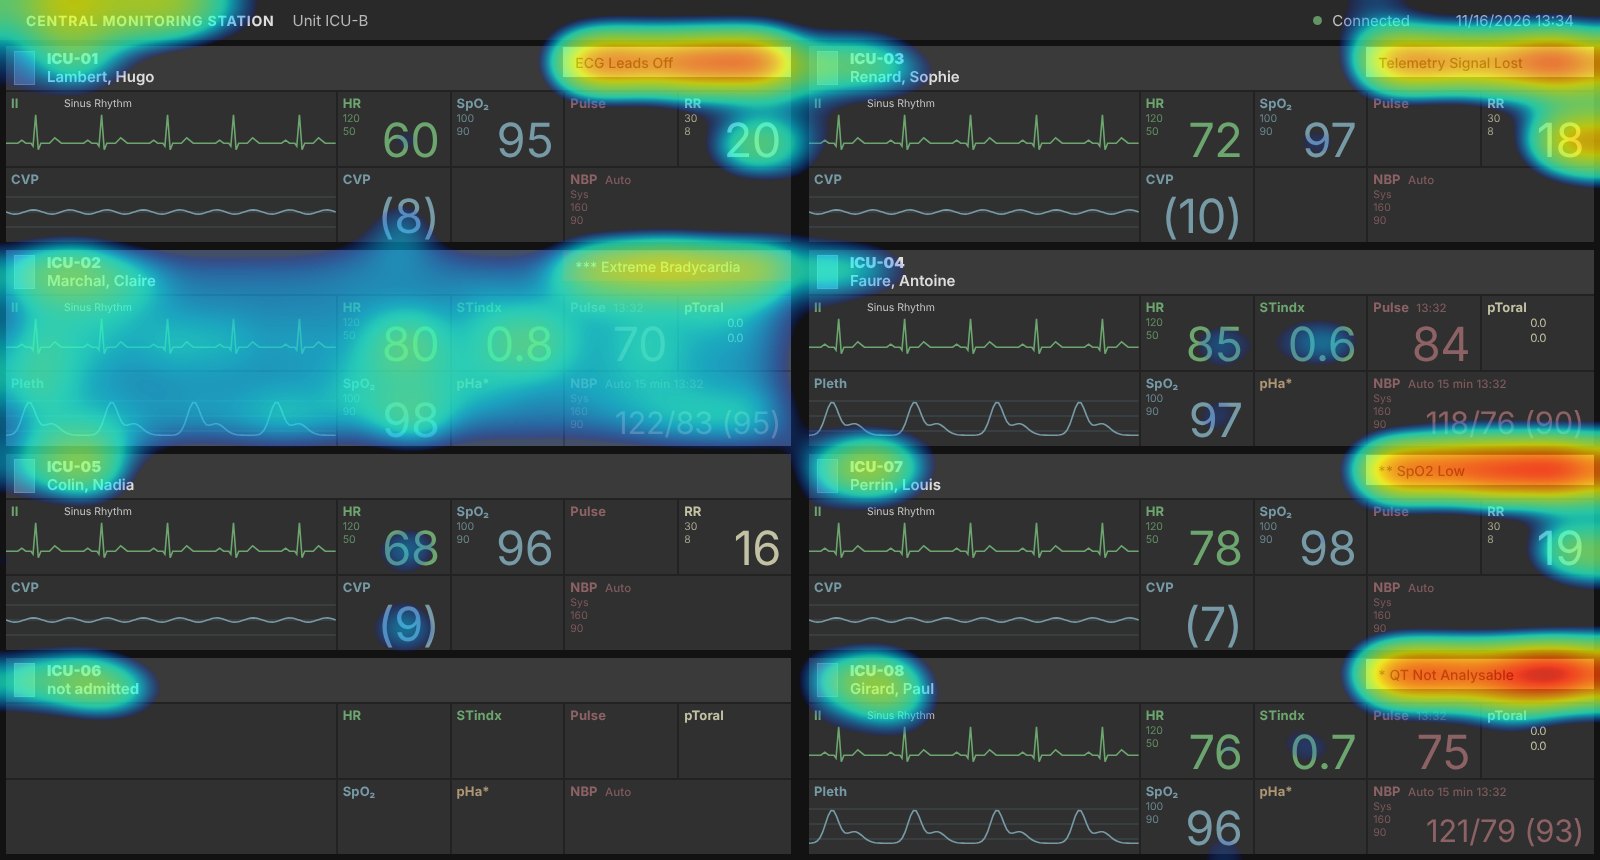 CENTRAL MONITORING STATION Unit ICU-B Connected 11/16/2026 13:34
ICU-01
Lambert, Hugo
ECG Leads Off
II Sinus Rhythm
HR 120 50 60
SpO₂ 100 90 95
Pulse
RR 30 8 20
CVP
CVP (8)
NBP Auto
Sys
160
90
ICU-03
Renard, Sophie
Telemetry Signal Lost
II Sinus Rhythm
HR 120 50 72
SpO₂ 100 90 97
Pulse
RR 30 8 18
CVP
CVP (10)
NBP Auto
Sys
160
90
ICU-02
Marchal, Claire
*** Extreme Bradycardia
II Sinus Rhythm
HR 120 50 80
STindx 0.8
Pulse 13:32 70
pToral 0.0 0.0
Pleth
SpO₂ 100 90 98
pHa*
NBP Auto 15 min 13:32
Sys
160
90
122/83 (95)
ICU-04
Faure, Antoine
II Sinus Rhythm
HR 120 50 85
STindx 0.6
Pulse 13:32 84
pToral 0.0 0.0
Pleth
SpO₂ 100 90 97
pHa*
NBP Auto 15 min 13:32
Sys
160
90
118/76 (90)
ICU-05
Colin, Nadia
II Sinus Rhythm
HR 120 50 68
SpO₂ 100 90 96
Pulse
RR 30 8 16
CVP
CVP (9)
NBP Auto
Sys
160
90
ICU-07
Perrin, Louis
** SpO2 Low
II Sinus Rhythm
HR 120 50 78
SpO₂ 100 90 98
Pulse
RR 30 8 19
CVP
CVP (7)
NBP Auto
Sys
160
90
ICU-06
not admitted
HR
STindx
Pulse
pToral
SpO₂
pHa*
NBP Auto
ICU-08
Girard, Paul
* QT Not Analysable
II Sinus Rhythm
HR 120 50 76
STindx 0.7
Pulse 13:32 75
pToral 0.0 0.0
Pleth
SpO₂ 100 90 96
pHa*
NBP Auto 15 min 13:32
Sys
160
90
121/79 (93)